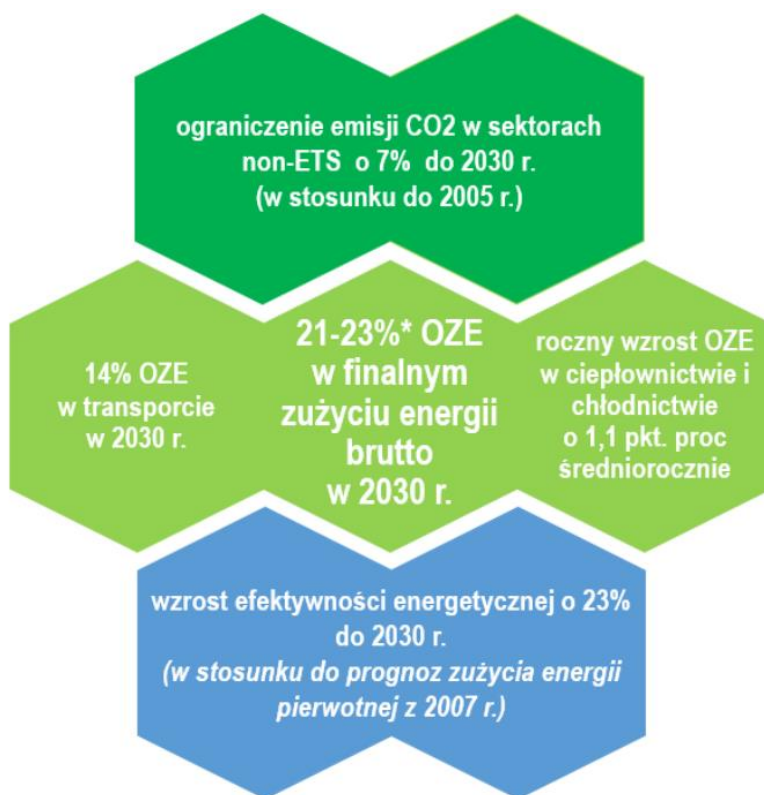 ograniczenie emisji CO2 w sektorach
non-ETS o 7% do 2030 r.
(w stosunku do 2005 r.)
14% OZE
w transporcie
w 2030 r.
21-23%* OZE
w finalnym
zużyciu energii
brutto
w 2030 r.
roczny wzrost OZE
w ciepłownictwie i
chłodnictwie
o 1,1 pkt. proc
średniorocznie
wzrost efektywności energetycznej o 23%
do 2030 r.
(w stosunku do prognoz zużycia energii
pierwotnej z 2007 r.)